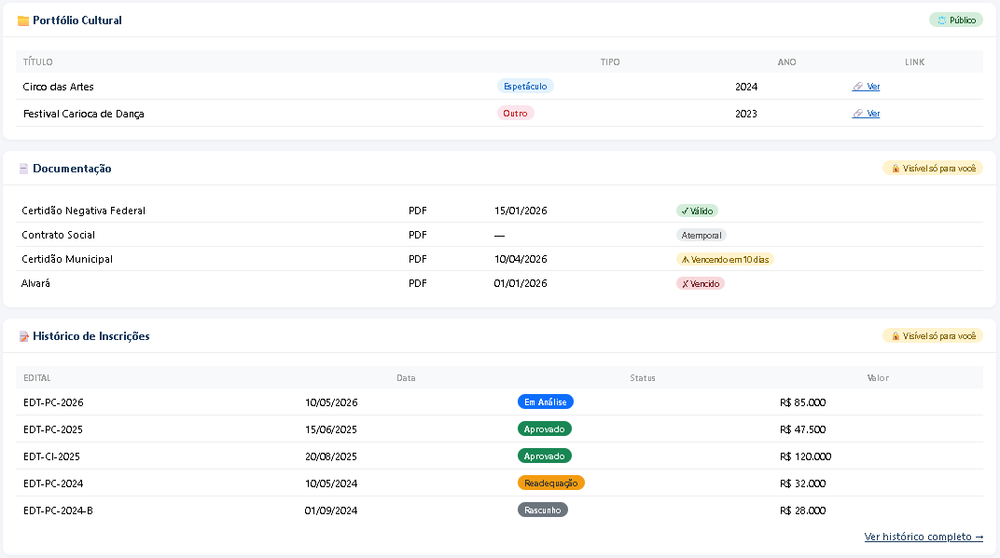 Portfólio Cultural
Público
TÍTULO TIPO ANO LINK
Circo das Artes Espetáculo 2024 Ver
Festival Carioca de Dança Outro 2023 Ver
Documentação
Visível só para você
Certidão Negativa Federal PDF 15/01/2026 ✓ Válido
Contrato Social PDF — Atemporal
Certidão Municipal PDF 10/04/2026 ⚠ Vencendo em 10 dias
Alvará PDF 01/01/2026 ✗ Vencido
Histórico de Inscrições
Visível só para você
EDITAL Data Status Valor
EDT-PC-2026 10/05/2026 Em Análise R$ 85.000
EDT-PC-2025 15/06/2025 Aprovado R$ 47.500
EDT-CI-2025 20/08/2025 Aprovado R$ 120.000
EDT-PC-2024 10/05/2024 Readequação R$ 32.000
EDT-PC-2024-B 01/09/2024 Rascunho R$ 28.000
Ver histórico completo →